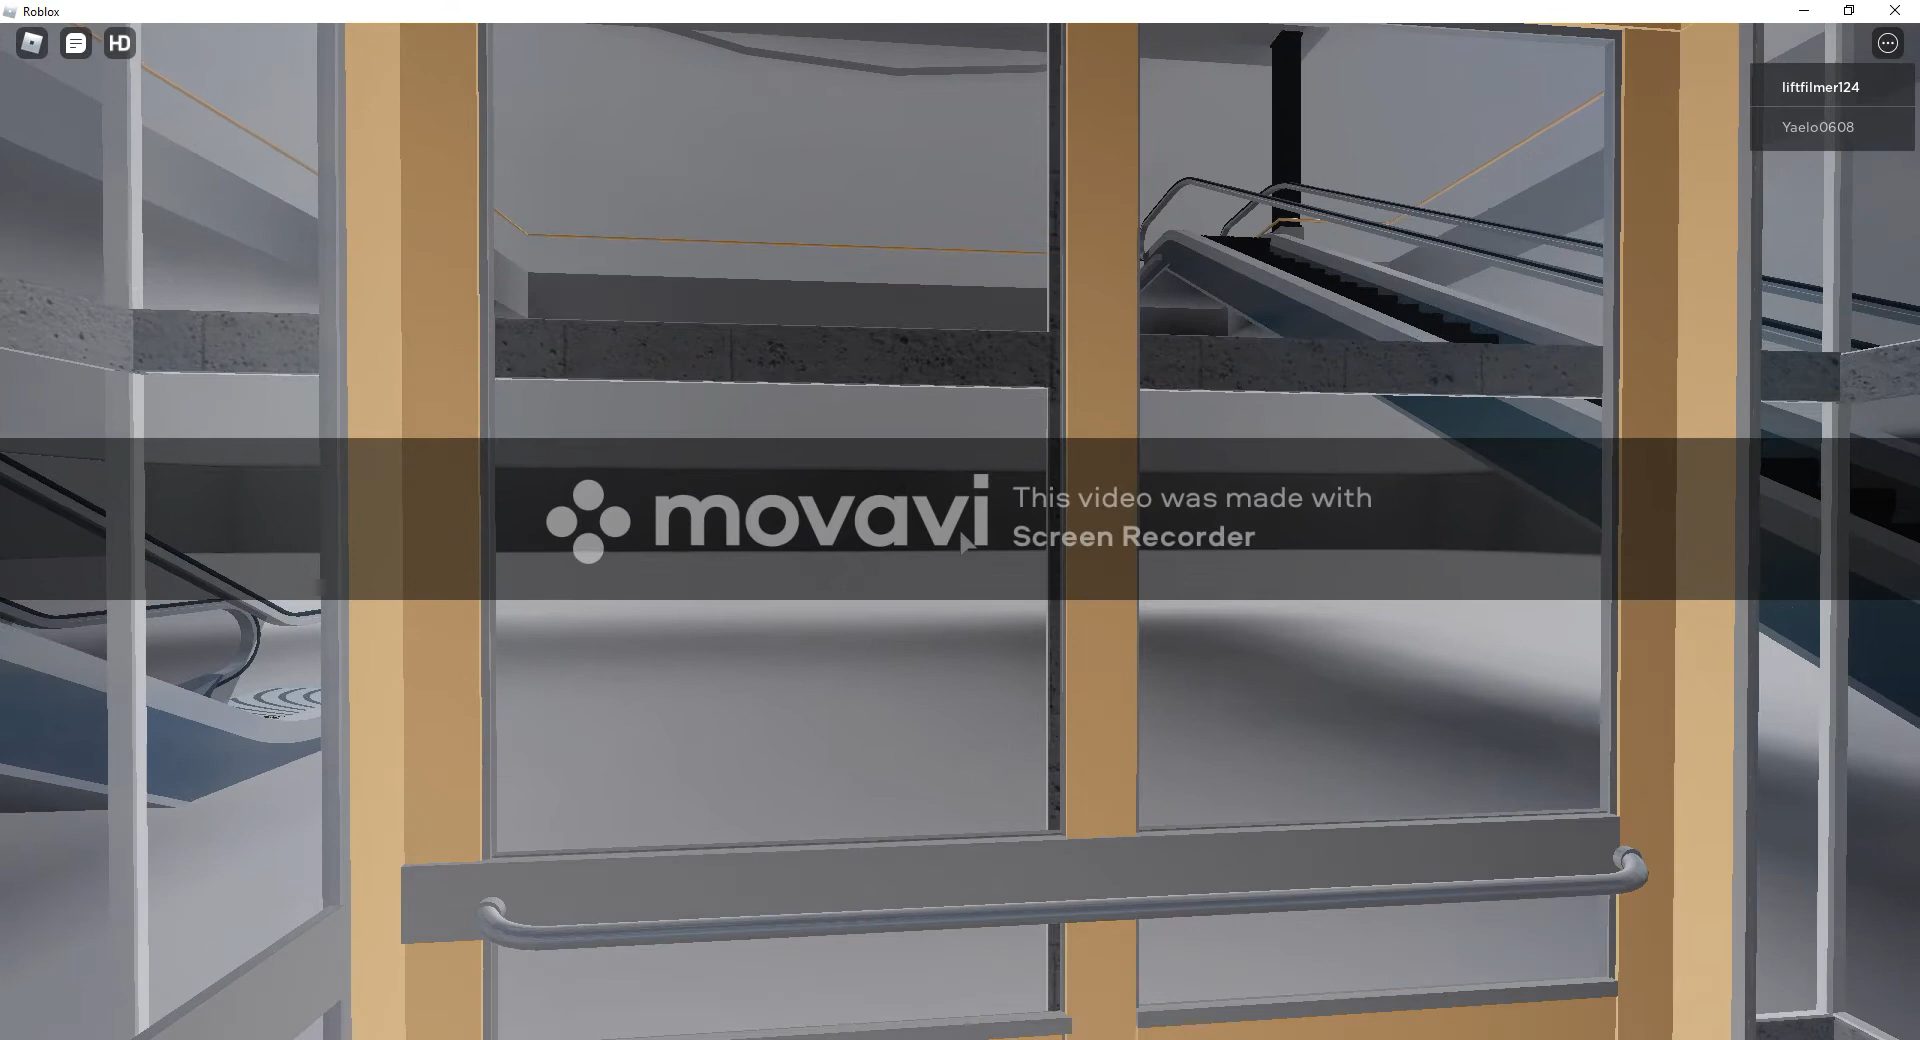 Roblox
HD
liftfilmer124
Yaelo0608
movavi
This video was made with
Screen Recorder